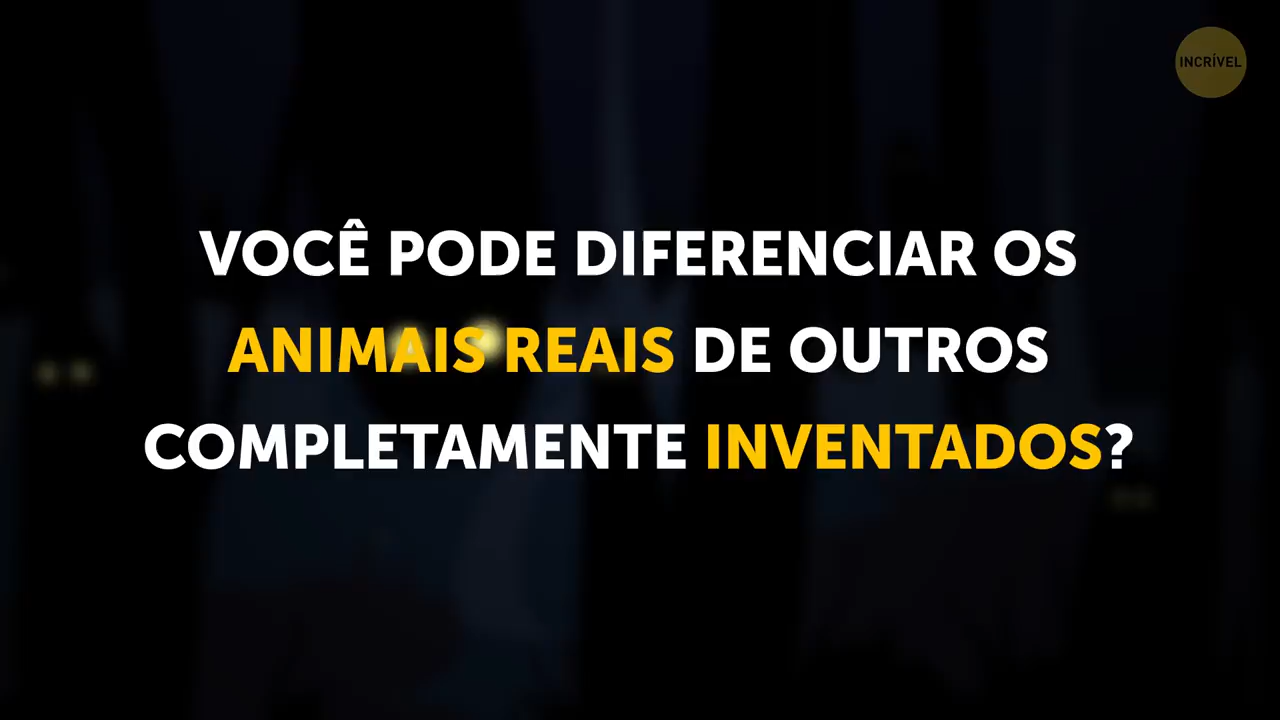 INCRÍVEL
VOCÊ PODE DIFERENCIAR OS
ANIMAIS REAIS DE OUTROS
COMPLETAMENTE INVENTADOS?